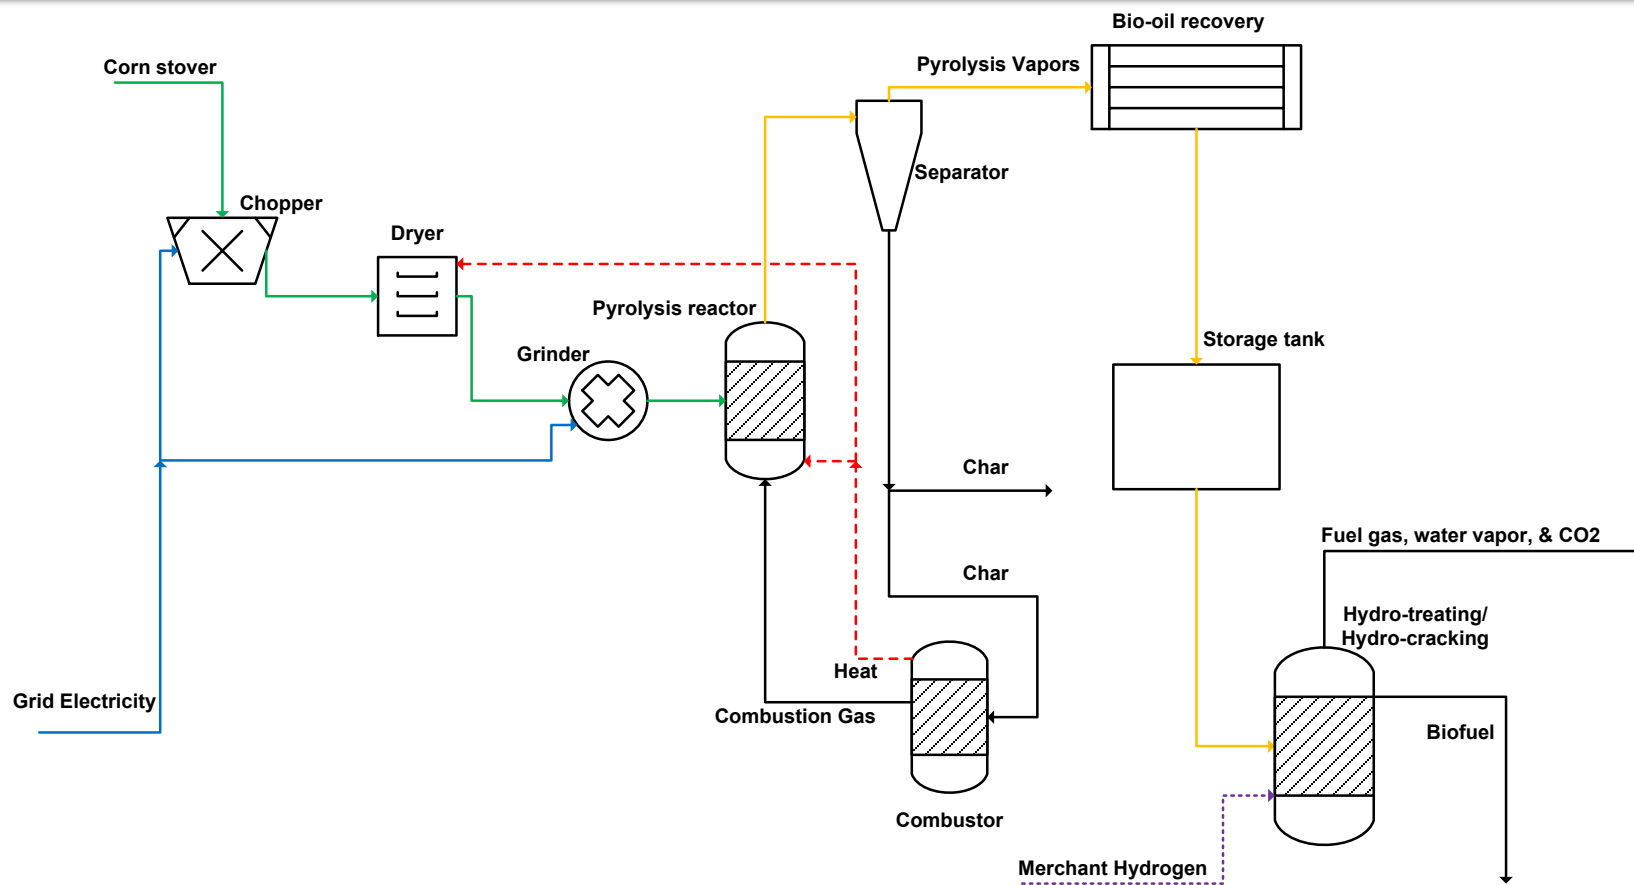 Bio-oil recovery
Pyrolysis Vapors
Corn stover
Separator
Chopper
Dryer
Pyrolysis reactor
Storage tank
Grinder
Char
Fuel gas, water vapor, & CO2
Char
Hydro-treating/
Hydro-cracking
Heat
Grid Electricity
Combustion Gas
Biofuel
Combustor
Merchant Hydrogen